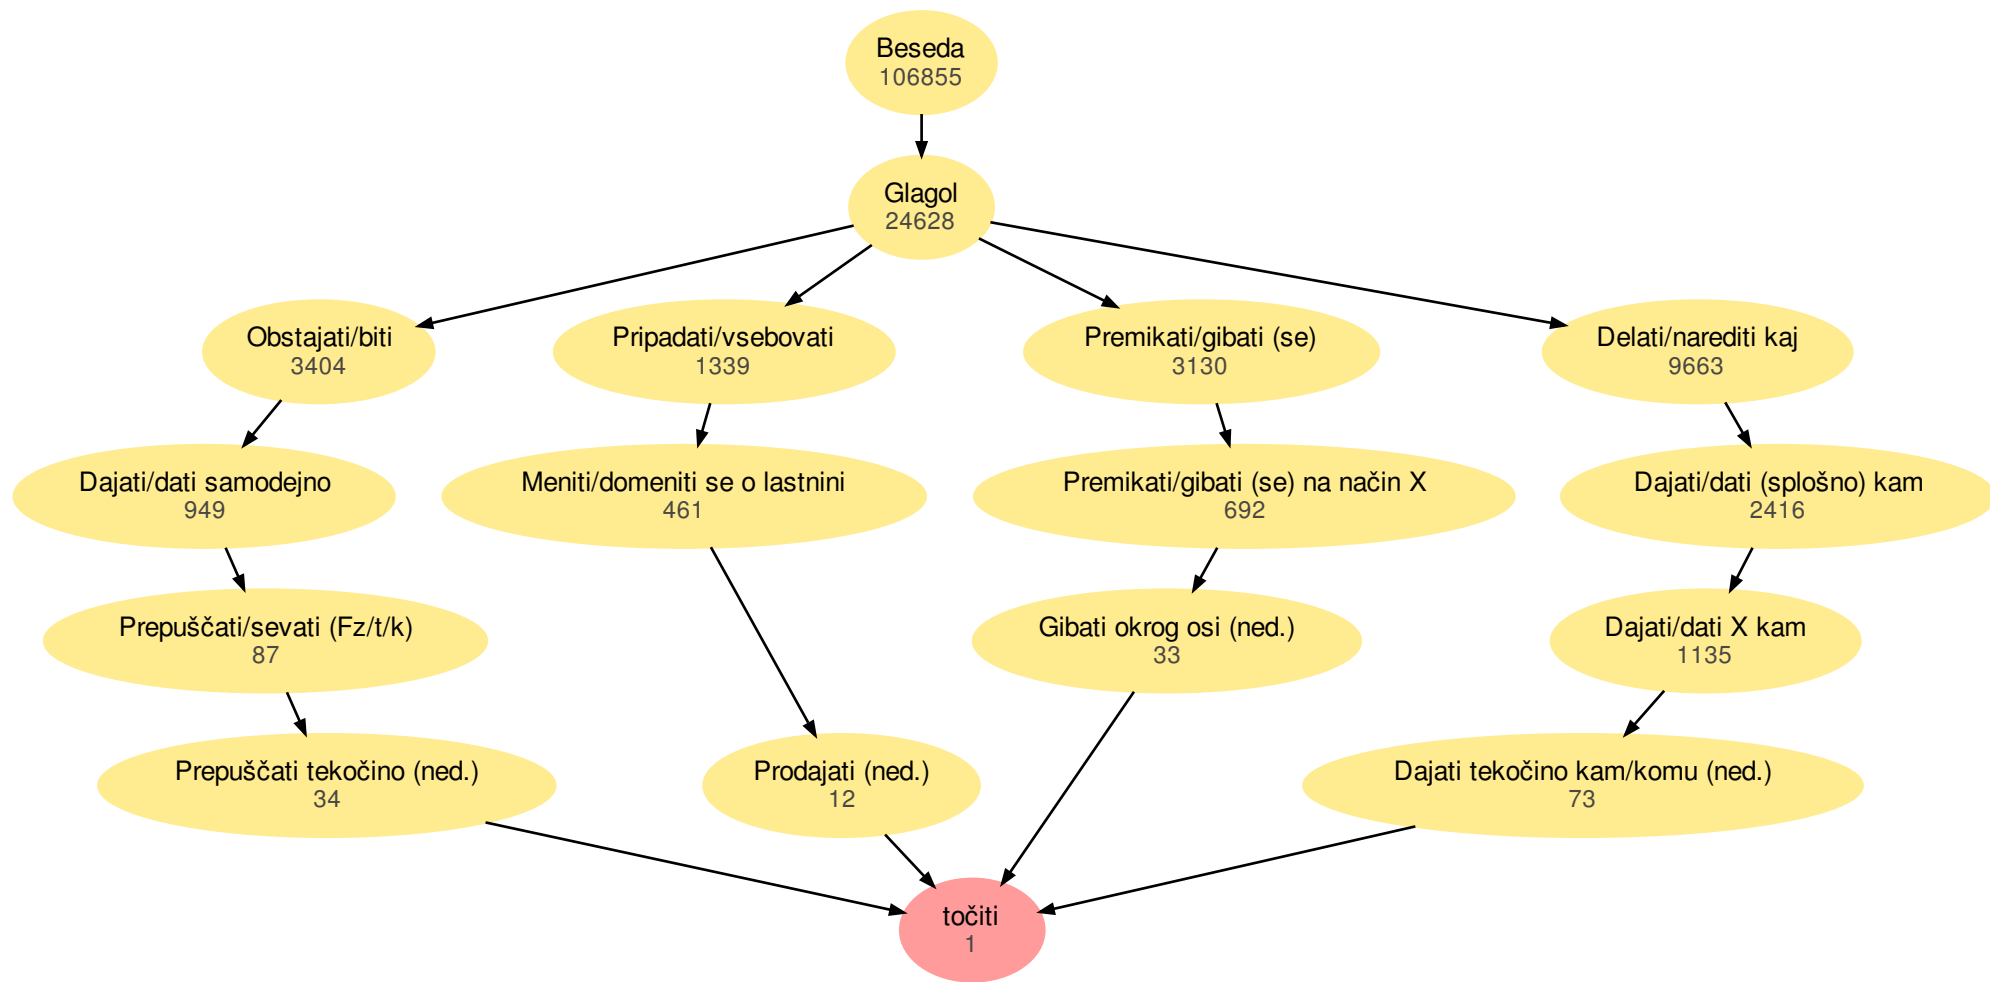 Beseda
106855
Glagol
24628
Obstajati/biti
3404
Pripadati/vsebovati
1339
Premikati/gibati (se)
3130
Delati/narediti kaj
9663
Dajati/dati samodejno
949
Meniti/domeniti se o lastnini
461
Premikati/gibati (se) na način X
692
Dajati/dati (splošno) kam
2416
Prepuščati/sevati (Fz/t/k)
87
Gibati okrog osi (ned.)
33
Dajati/dati X kam
1135
Prepuščati tekočino (ned.)
34
Prodajati (ned.)
12
Dajati tekočino kam/komu (ned.)
73
točiti
1